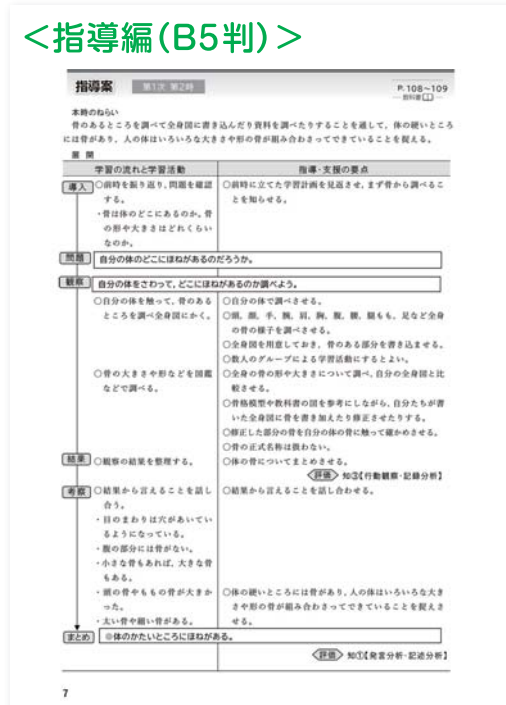 ＜指導編(B5判)＞
指導案 第1次 第2時
P.108～109
教科書
本時のねらい
骨のあるところを調べて全身図に書き込んだり資料を調べたりすることを通して，体の硬いところ
には骨があり，人の体はいろいろな大きさや形の骨が組み合わさってできていることを捉える。
展 開
学習の流れと学習活動
指導・支援の要点
導入
○前時を振り返り，問題を確認
する。
・骨は体のどこにあるのか。骨
の形や大きさはどれくらい
なのか。
○前時に立てた学習計画を見返させ，まず骨から調べるこ
とを知らせる。
問題 自分の体のどこにほねがあるのだろうか。
観察 自分の体をさわって，どこにほねがあるのか調べよう。
○自分の体を触って，骨のある
ところを調べ全身図にかく。
○自分の体で調べさせる。
○頭，顔，手，腕，肩，胸，腹，腰，腿もも，足など全身
の骨の様子を調べさせる。
○全身図を用意しておき，骨のある部分を書き込ませる。
○数人のグループによる学習活動にするとよい。
○骨の大きさや形などを図鑑
などで調べる。
○全身の骨の形や大きさについて調べ，自分の全身図と比
較させる。
○骨格模型や教科書の図を参考にしながら，自分たちが書
いた全身図に骨を書き加えたり修正させたりする。
○修正した部分の骨を自分の体の骨に触って確かめさせる。
○骨の正式名称は扱わない。
結果
○観察の結果を整理する。
○体の骨についてまとめさせる。
評価 知③【行動観察・記録分析】
考察
○結果から言えることを話し
合う。
・目のまわりは穴があいてい
るようになっている。
・腹の部分には骨がない。
・小さな骨もあれば，大きな骨
もある。
・頭の骨やももの骨が大きか
った。
・太い骨や細い骨がある。
○結果から言えることを話し合わせる。
○体の硬いところには骨があり，人の体はいろいろな大き
さや形の骨が組み合わさってできていることを捉えさ
せる。
まとめ ◎体のかたいところにほねがある。
評価 知①【発言分析・記述分析】
7